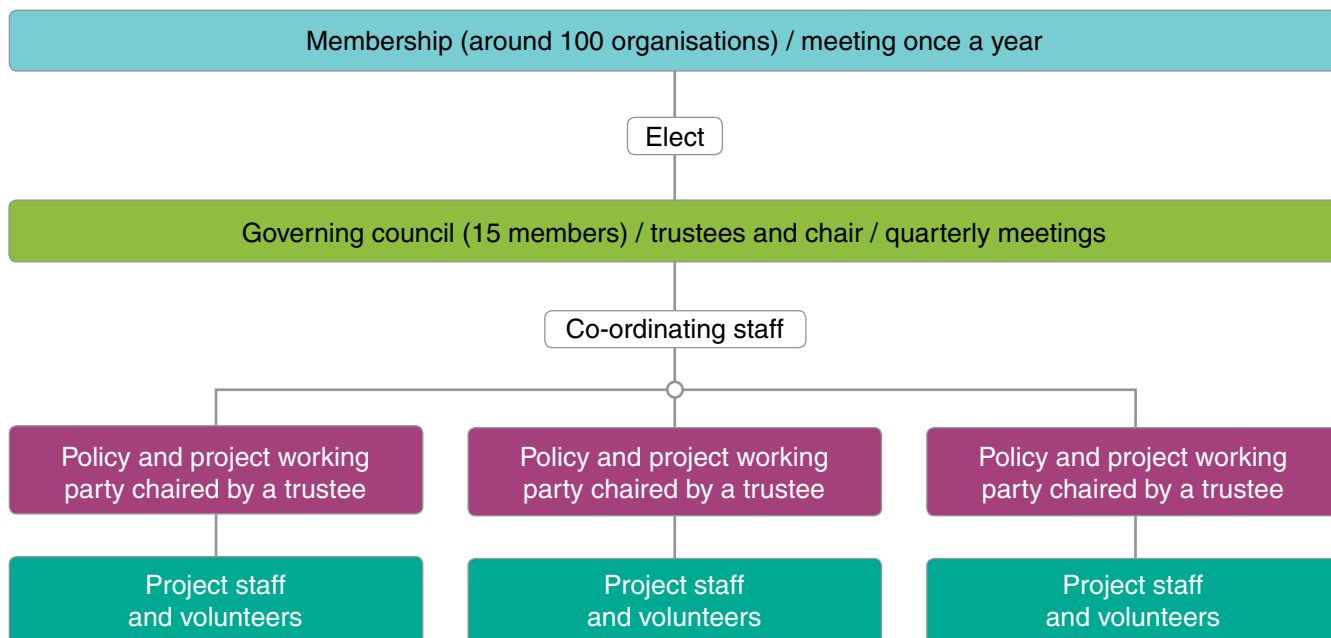 Membership (around 100 organisations) / meeting once a year
Elect
Governing council (15 members) / trustees and chair / quarterly meetings
Co-ordinating staff
Policy and project working
party chaired by a trustee
Policy and project working
party chaired by a trustee
Policy and project working
party chaired by a trustee
Project staff
and volunteers
Project staff
and volunteers
Project staff
and volunteers